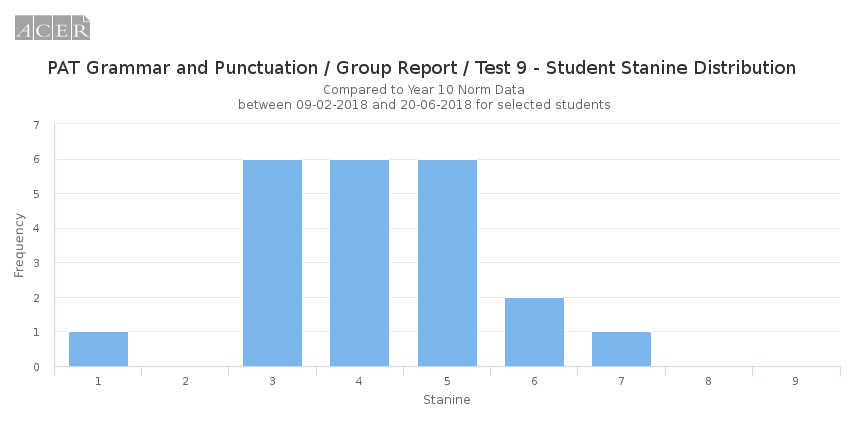 ACER
PAT Grammar and Punctuation / Group Report / Test 9 - Student Stanine Distribution
Compared to Year 10 Norm Data
between 09-02-2018 and 20-06-2018 for selected students
7
6
5
4
3
2
1
0
Frequency
1 2 3 4 5 6 7 8 9
Stanine